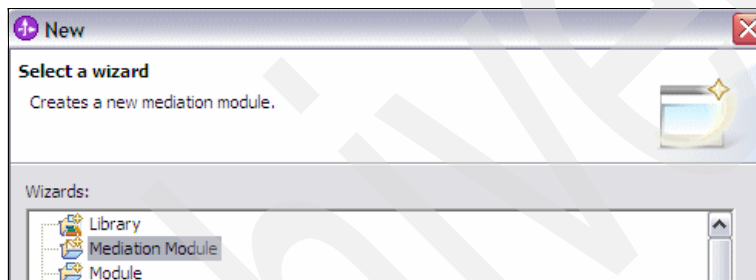 New
Select a wizard
Creates a new mediation module.
Wizards:
Library
Mediation Module
Module